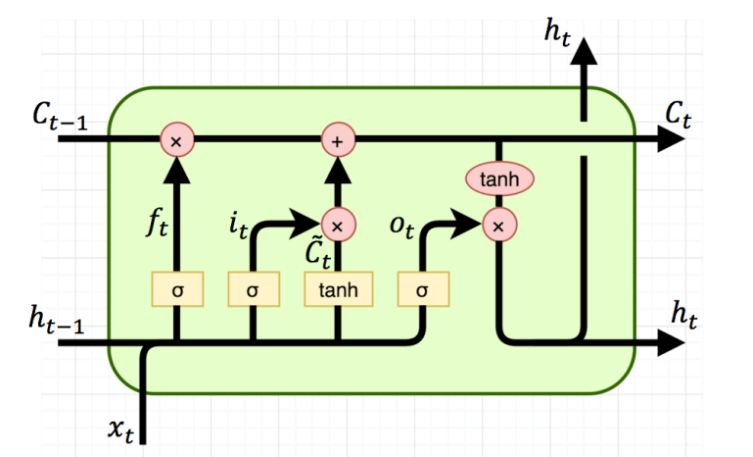 h_t
C_{t-1}
C_t
×
+
tanh
f_t
i_t
×
o_t
×
C̃_t
σ
σ
tanh
σ
h_{t-1}
h_t
x_t